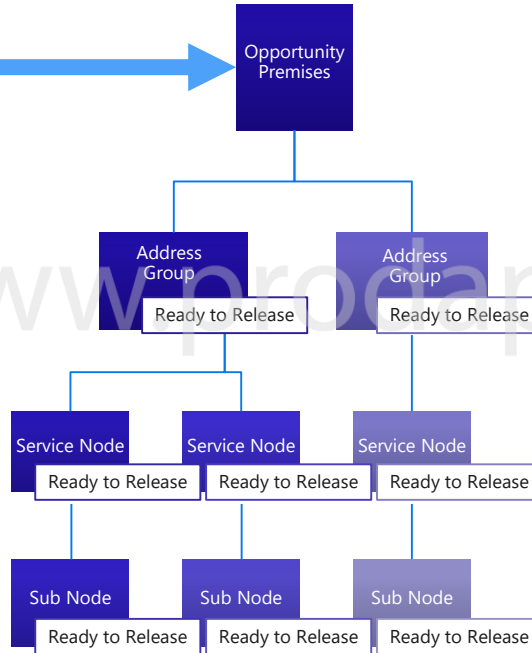 Opportunity
Premises
Address
Group
Address
Group
Ready to Release
Ready to Release
Service Node
Service Node
Service Node
Ready to Release
Ready to Release
Ready to Release
Sub Node
Sub Node
Sub Node
Ready to Release
Ready to Release
Ready to Release